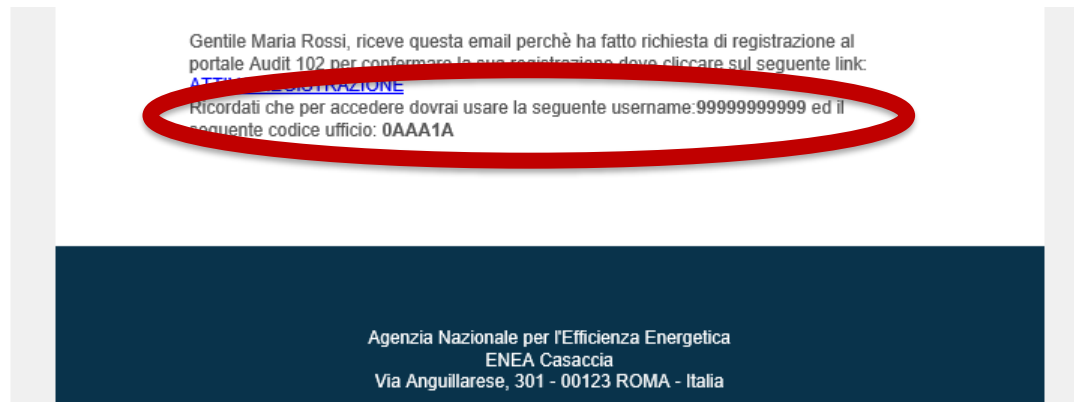 Gentile Maria Rossi, riceve questa email perchè ha fatto richiesta di registrazione al
portale Audit 102 per confermare la sua registrazione deve cliccare sul seguente link:
ATTIVA REGISTRAZIONE
Ricordati che per accedere dovrai usare la seguente username:99999999999 ed il
seguente codice ufficio: 0AAA1A
Agenzia Nazionale per l'Efficienza Energetica
ENEA Casaccia
Via Anguillarese, 301 - 00123 ROMA - Italia